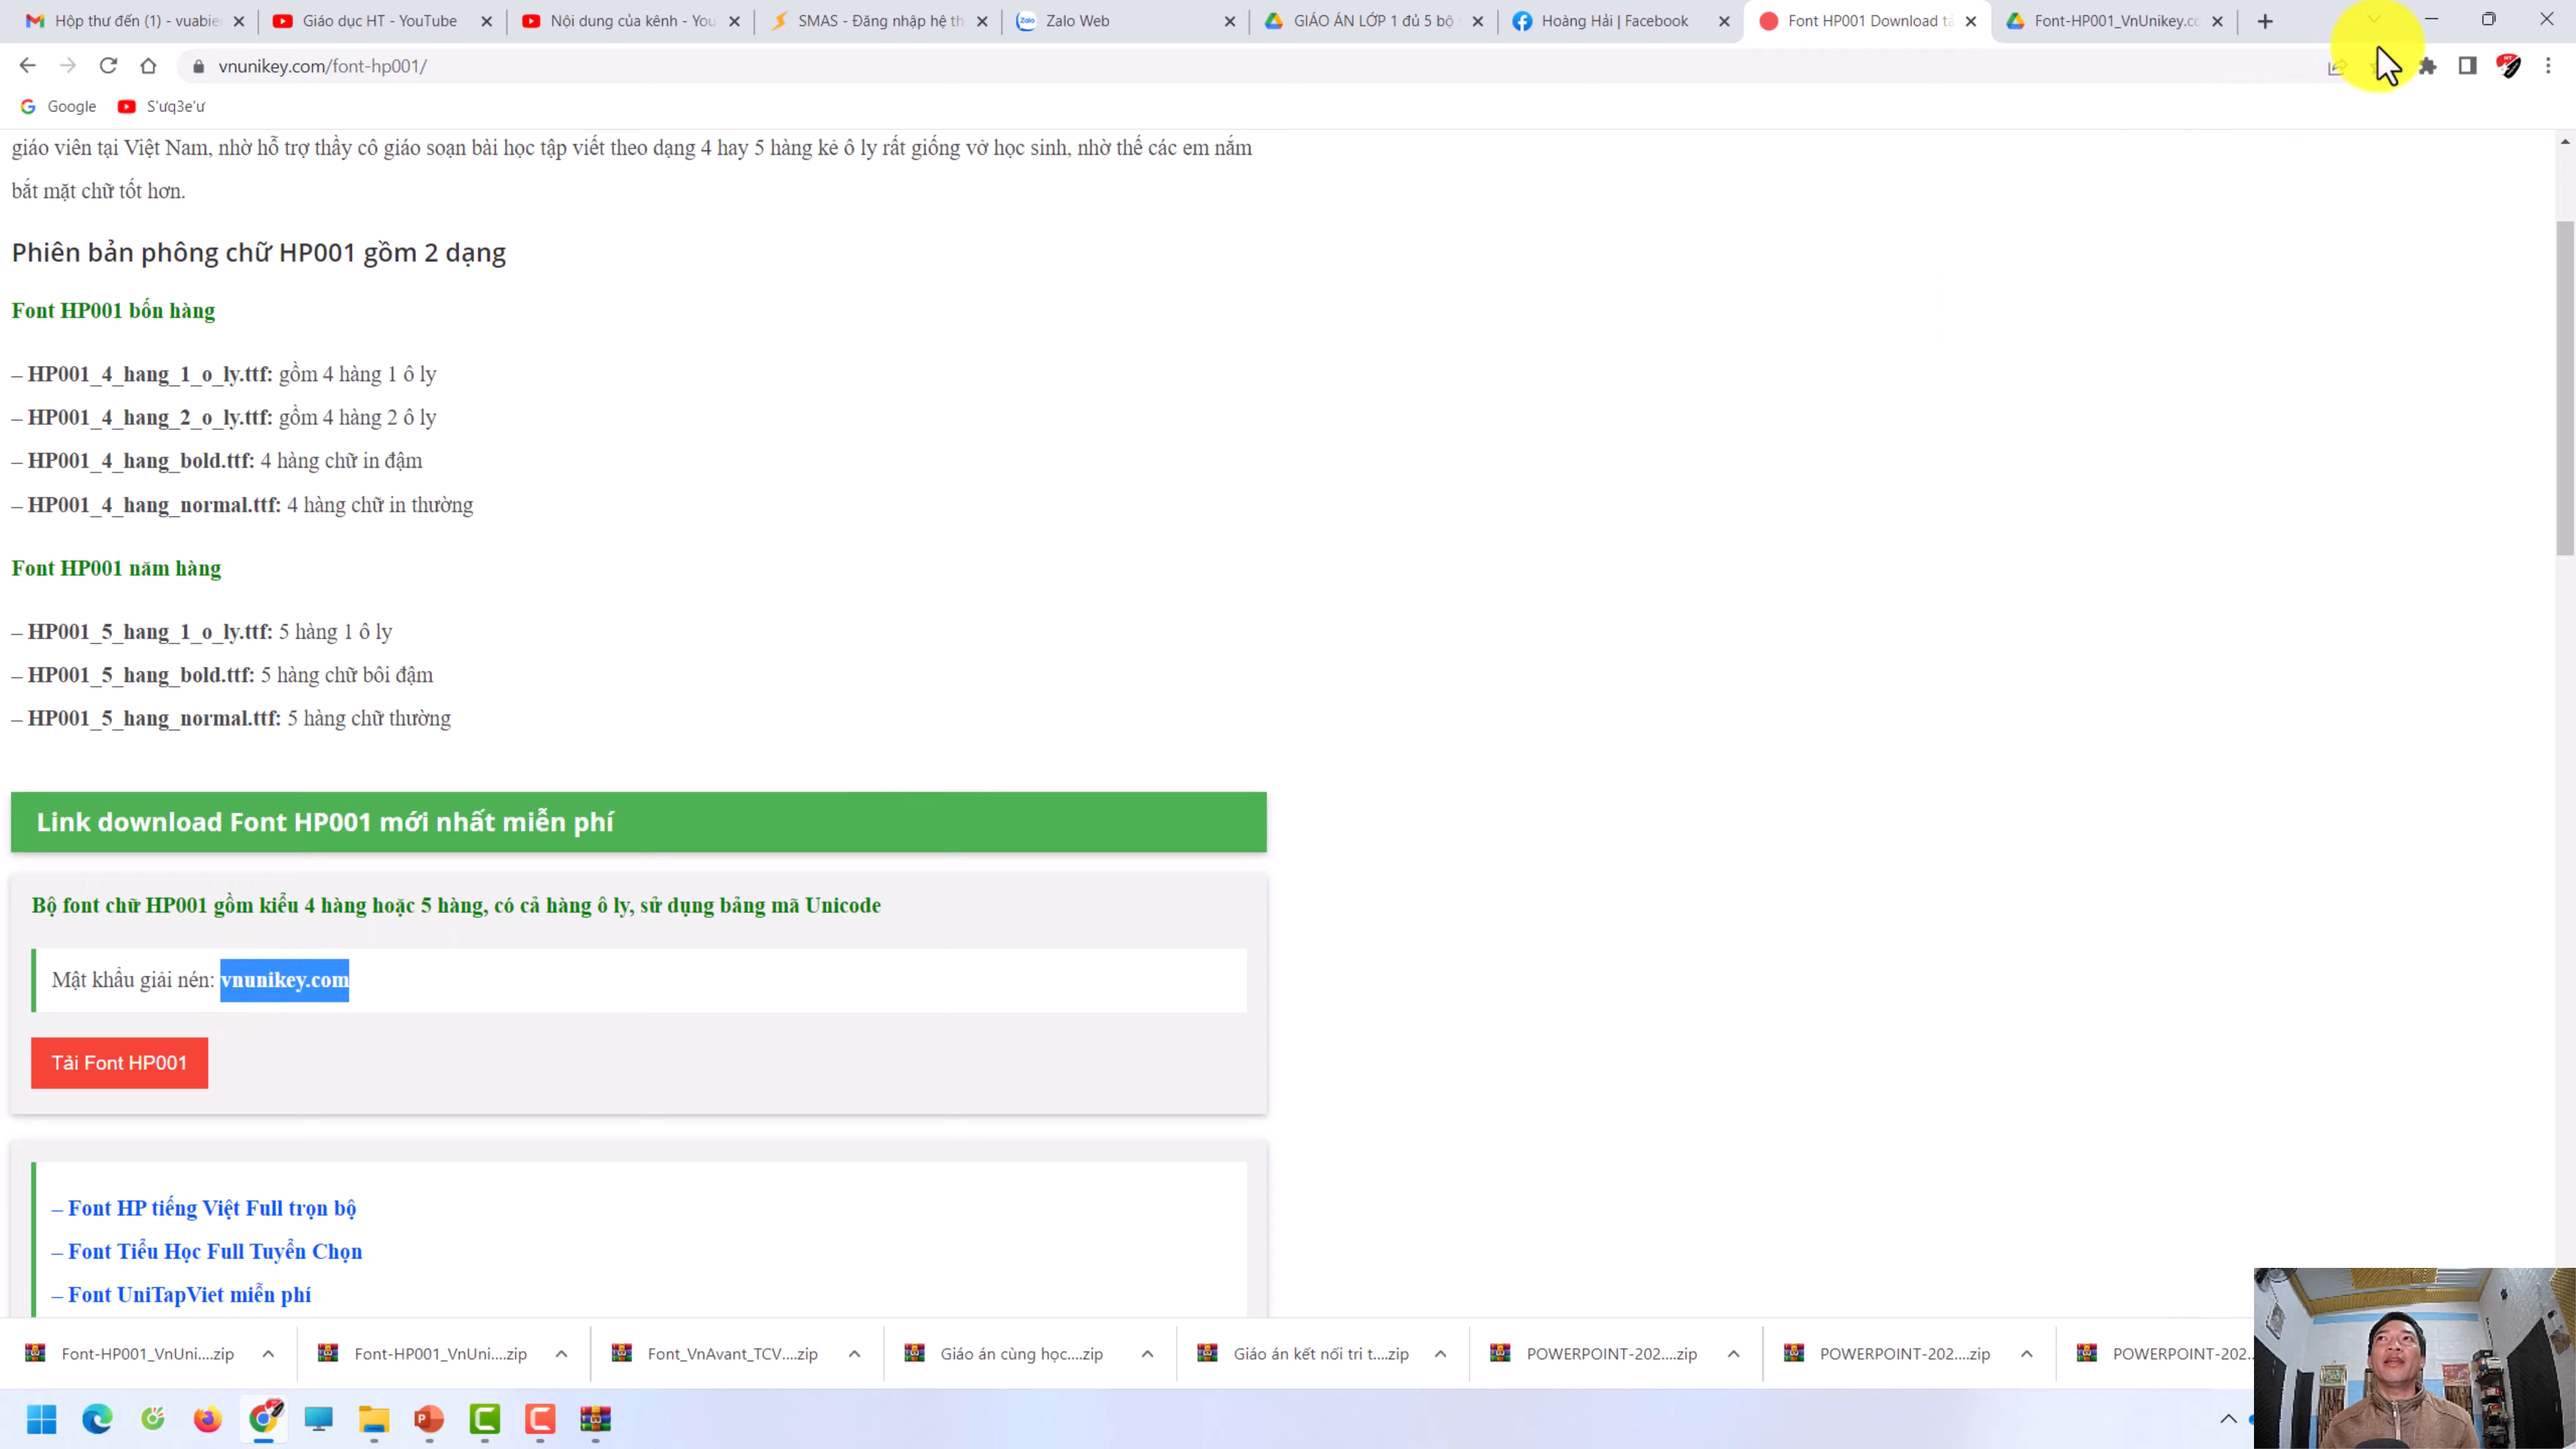 Hộp thư đến (1) - vuabie
Giáo dục HT - YouTube
Nội dung của kênh - You
SMAS - Đăng nhập hệ th
Zalo Web
GIÁO ÁN LỚP 1 đủ 5 bộ
Hoàng Hải | Facebook
Font HP001 Download tả
Font-HP001_VnUnikey.co
vnunikey.com/font-hp001/
Google
S'ưq3e'ư
giáo viên tại Việt Nam, nhờ hỗ trợ thầy cô giáo soạn bài học tập viết theo dạng 4 hay 5 hàng kẻ ô ly rất giống vở học sinh, nhờ thế các em nắm
bắt mặt chữ tốt hơn.
Phiên bản phông chữ HP001 gồm 2 dạng
Font HP001 bốn hàng
– HP001_4_hang_1_o_ly.ttf: gồm 4 hàng 1 ô ly
– HP001_4_hang_2_o_ly.ttf: gồm 4 hàng 2 ô ly
– HP001_4_hang_bold.ttf: 4 hàng chữ in đậm
– HP001_4_hang_normal.ttf: 4 hàng chữ in thường
Font HP001 năm hàng
– HP001_5_hang_1_o_ly.ttf: 5 hàng 1 ô ly
– HP001_5_hang_bold.ttf: 5 hàng chữ bôi đậm
– HP001_5_hang_normal.ttf: 5 hàng chữ thường
Link download Font HP001 mới nhất miễn phí
Bộ font chữ HP001 gồm kiểu 4 hàng hoặc 5 hàng, có cả hàng ô ly, sử dụng bảng mã Unicode
Mật khẩu giải nén: vnunikey.com
Tải Font HP001
– Font HP tiếng Việt Full trọn bộ
– Font Tiểu Học Full Tuyển Chọn
– Font UniTapViet miễn phí
Font-HP001_VnUni....zip
Font-HP001_VnUni....zip
Font_VnAvant_TCV....zip
Giáo án cùng học....zip
Giáo án kết nối tri t....zip
POWERPOINT-202....zip
POWERPOINT-202....zip
POWERPOINT-202..